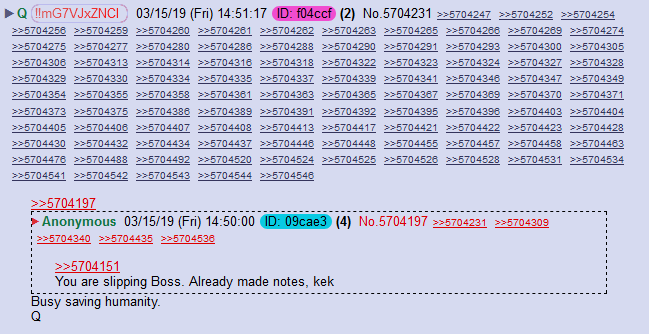 Q !!mG7VJxZNCI 03/15/19 (Fri) 14:51:17 ID: f04ccf (2) No.5704231 >>5704247 >>5704252 >>5704254
>>5704256 >>5704259 >>5704260 >>5704261 >>5704262 >>5704263 >>5704265 >>5704266 >>5704269 >>5704274
>>5704275 >>5704277 >>5704280 >>5704286 >>5704288 >>5704290 >>5704291 >>5704293 >>5704300 >>5704305
>>5704309 >>5704313 >>5704314 >>5704316 >>5704318 >>5704322 >>5704323 >>5704324 >>5704327 >>5704328
>>5704329 >>5704330 >>5704334 >>5704335 >>5704337 >>5704339 >>5704341 >>5704346 >>5704347 >>5704349
>>5704354 >>5704355 >>5704358 >>5704361 >>5704363 >>5704365 >>5704367 >>5704369 >>5704370 >>5704371
>>5704373 >>5704375 >>5704386 >>5704389 >>5704391 >>5704392 >>5704395 >>5704396 >>5704403 >>5704404
>>5704405 >>5704406 >>5704407 >>5704408 >>5704413 >>5704417 >>5704421 >>5704422 >>5704423 >>5704428
>>5704430 >>5704432 >>5704435 >>5704446 >>5704448 >>5704455 >>5704457 >>5704458 >>5704459 >>5704463
>>5704476 >>5704488 >>5704492 >>5704520 >>5704524 >>5704525 >>5704526 >>5704528 >>5704531 >>5704534
>>5704541 >>5704542 >>5704543 >>5704544 >>5704546
>>5704197
Anonymous 03/15/19 (Fri) 14:50:00 ID: 09cae3 (4) No.5704197 >>5704231 >>5704309
>>5704340 >>5704435 >>5704536
>>5704151
You are slipping Boss. Already made notes, kek
Busy saving humanity.
Q